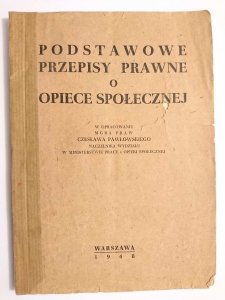 PODSTAWOWE
PRZEPISY PRAWNE
O
OPIECE SPOŁECZNEJ
W OPRACOWANIU
MGRA PRAW
CZESŁAWA PAWŁOWSKIEGO
NACZELNIKA WYDZIAŁU
W MINISTERSTWIE PRACY i OPIEKI SPOŁECZNEJ
WARSZAWA
1948